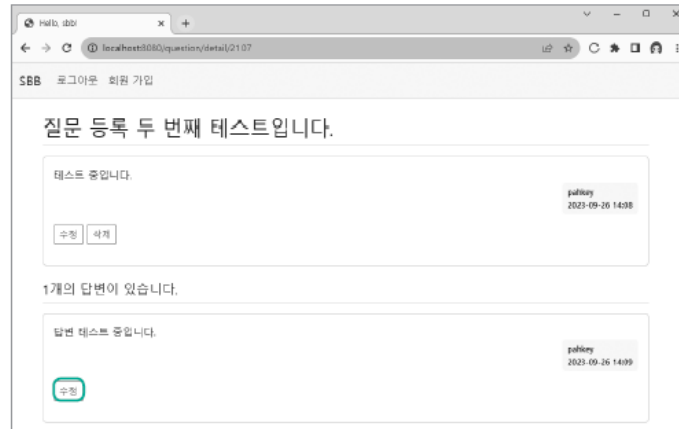 Hello, sbb!
localhost:8080/question/detail/2107
SBB 로그아웃 회원 가입
질문 등록 두 번째 테스트입니다.
테스트 중입니다.
pahkey
2023-09-26 14:08
수정 삭제
1개의 답변이 있습니다.
답변 테스트 중입니다.
pahkey
2023-09-26 14:09
수정